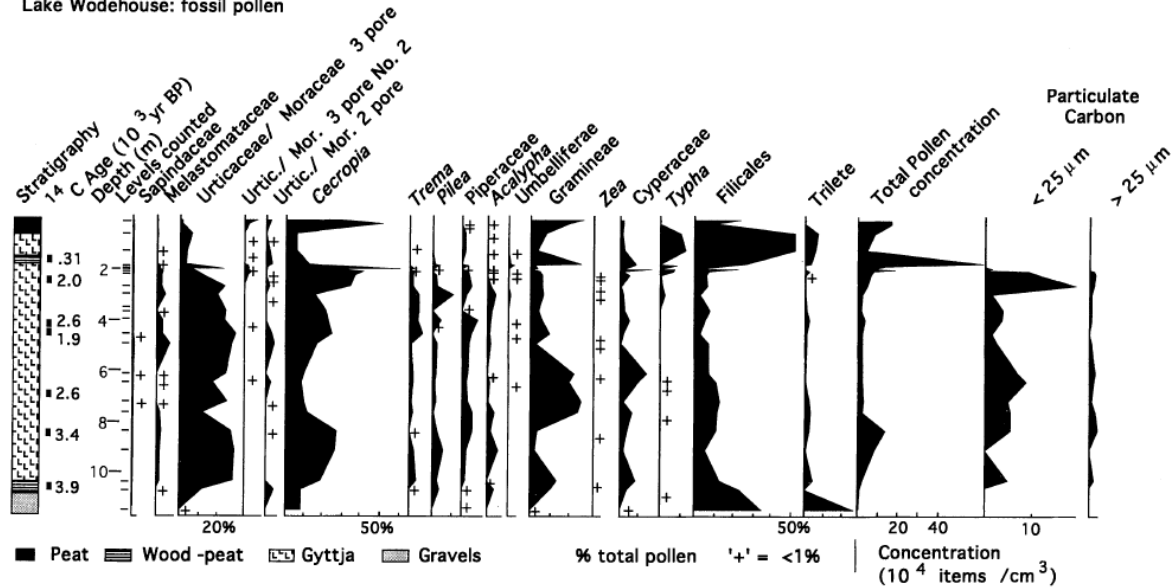 Lake Wodehouse: fossil pollen
Stratigraphy
14 C Age (10 3 yr BP)
Depth (m)
Levels counted
Sapindaceae
Melastomataceae
Urticaceae/ Moraceae 3 pore
Urtic./ Mor. 3 pore No. 2
Urtic./ Mor. 2 pore
Cecropia
Trema
Pilea
Piperaceae
Acalypha
Umbelliferae
Gramineae
Zea
Cyperaceae
Typha
Filicales
Trilete
Total Pollen
concentration
Particulate
Carbon
< 25 μm
> 25 μm
.31
2.0
2.6
1.9
2.6
3.4
3.9
2
4
6
8
10
20%
50%
50%
20 40
10
Peat
Wood -peat
Gyttja
Gravels
% total pollen '+' = <1%
Concentration
(10 4 items /cm 3)